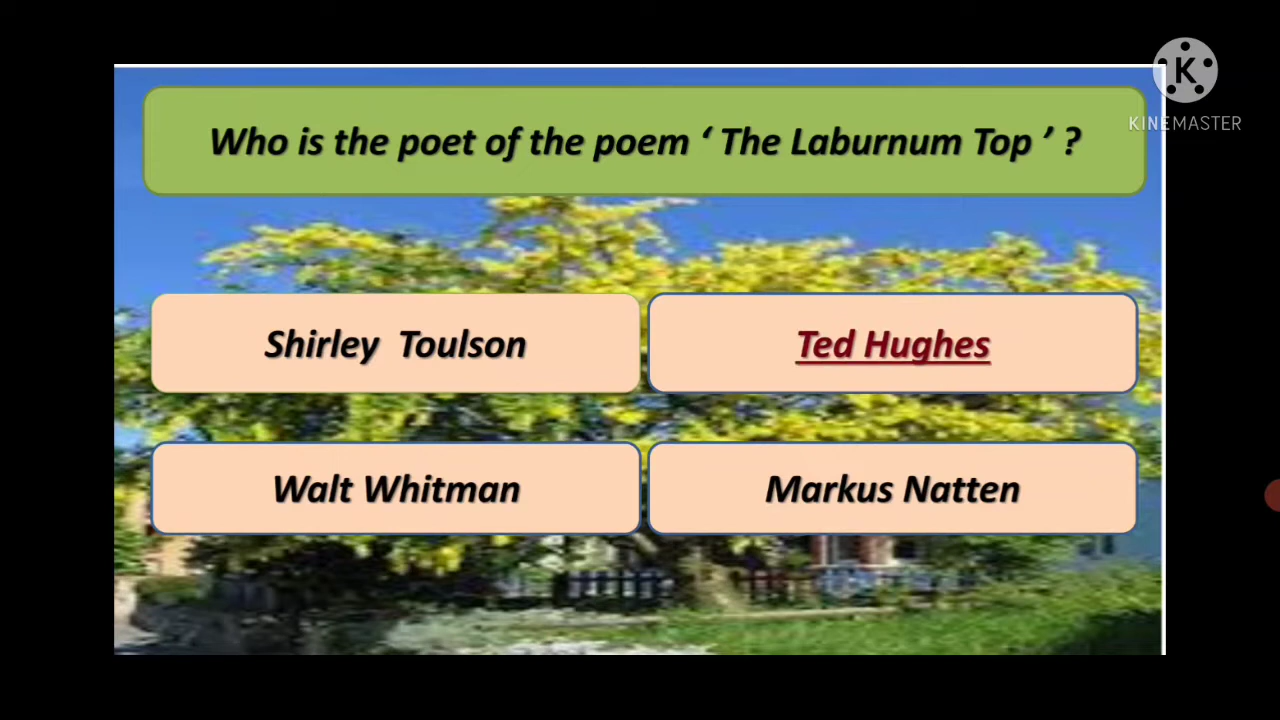 Who is the poet of the poem ‘ The Laburnum Top ’ ?
Shirley Toulson
Ted Hughes
Walt Whitman
Markus Natten
K
KINEMASTER